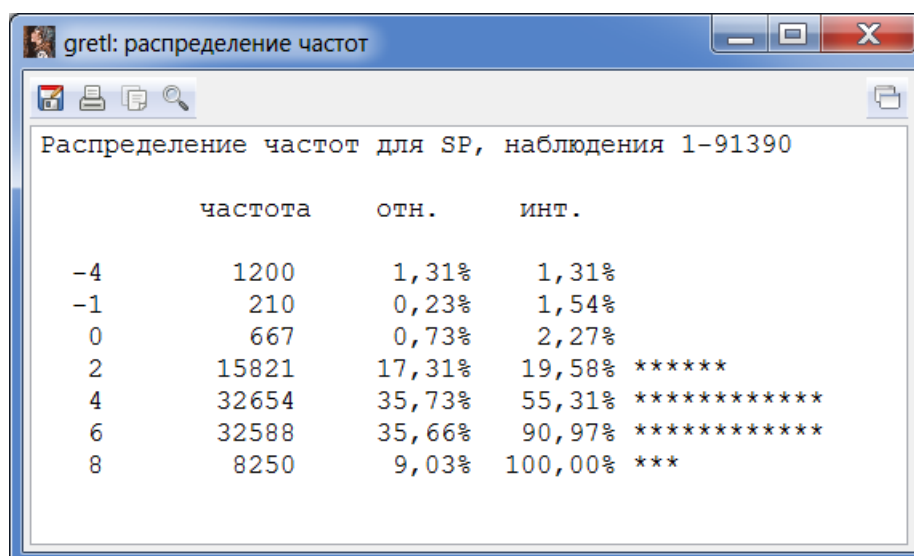 gretl: распределение частот
Распределение частот для SP, наблюдения 1-91390
частота отн. инт.
-4 1200 1,31% 1,31%
-1 210 0,23% 1,54%
0 667 0,73% 2,27%
2 15821 17,31% 19,58% ******
4 32654 35,73% 55,31% ************
6 32588 35,66% 90,97% ************
8 8250 9,03% 100,00% ***